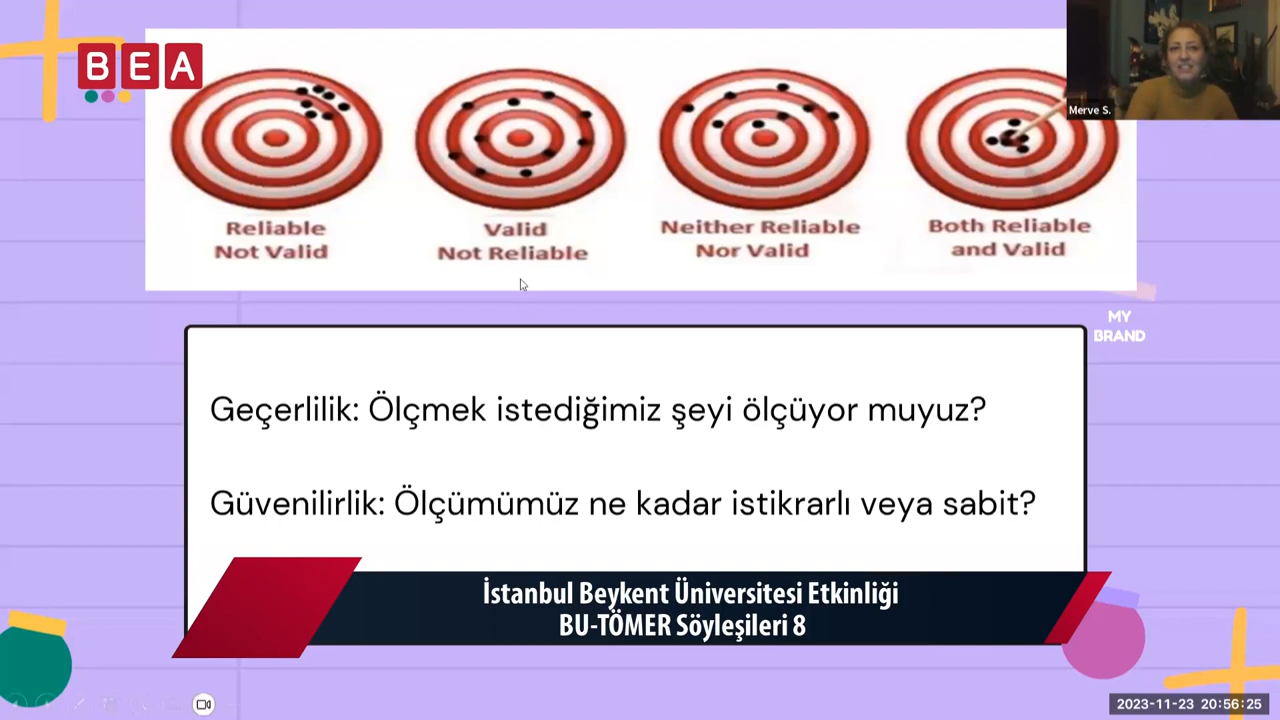 BEA
Merve S.
Reliable
Not Valid
Valid
Not Reliable
Neither Reliable
Nor Valid
Both Reliable
and Valid
MY
BRAND
Geçerlilik: Ölçmek istediğimiz şeyi ölçüyor muyuz?
Güvenilirlik: Ölçümümüz ne kadar istikrarlı veya sabit?
İstanbul Beykent Üniversitesi Etkinliği
BU-TÖMER Söyleşileri 8
2023-11-23 20:56:25